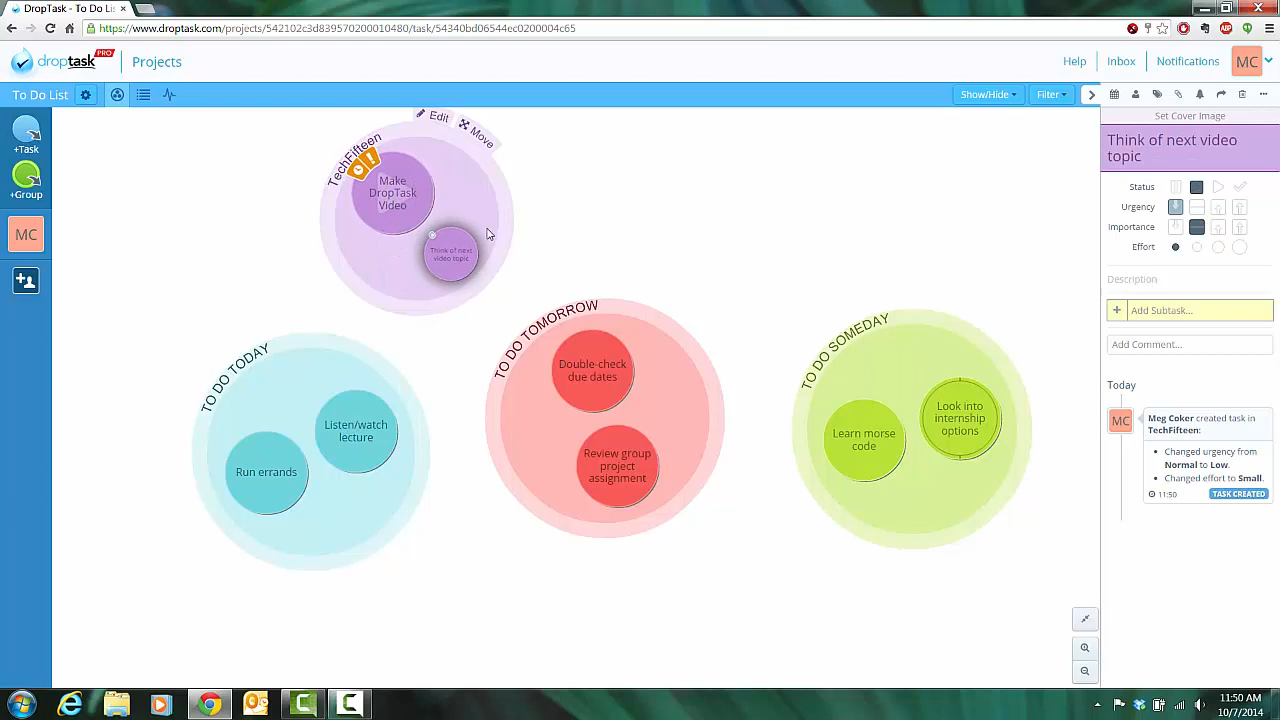 DropTask - To Do List
https://www.droptask.com/projects/542102c3d839570200010480/task/54340bd06544ec0200004c65
droptask PRO
Projects
Help
Inbox
Notifications
MC
To Do List
Show/Hide
Filter
Set Cover Image
+Task
+Group
MC
Edit
Move
TechFifteen
Make
DropTask
Video
Think of next
video topic
TO DO TODAY
Run errands
Listen/watch
lecture
TO DO TOMORROW
Double-check
due dates
Review group
project
assignment
TO DO SOMEDAY
Learn morse
code
Look into
internship
options
Think of next video
topic
Status
Urgency
Importance
Effort
Description
+ Add Subtask...
Add Comment...
Today
MC
Meg Coker created task in
TechFifteen:
• Changed urgency from
Normal to Low.
• Changed effort to Small.
11:50
TASK CREATED
11:50 AM
10/7/2014